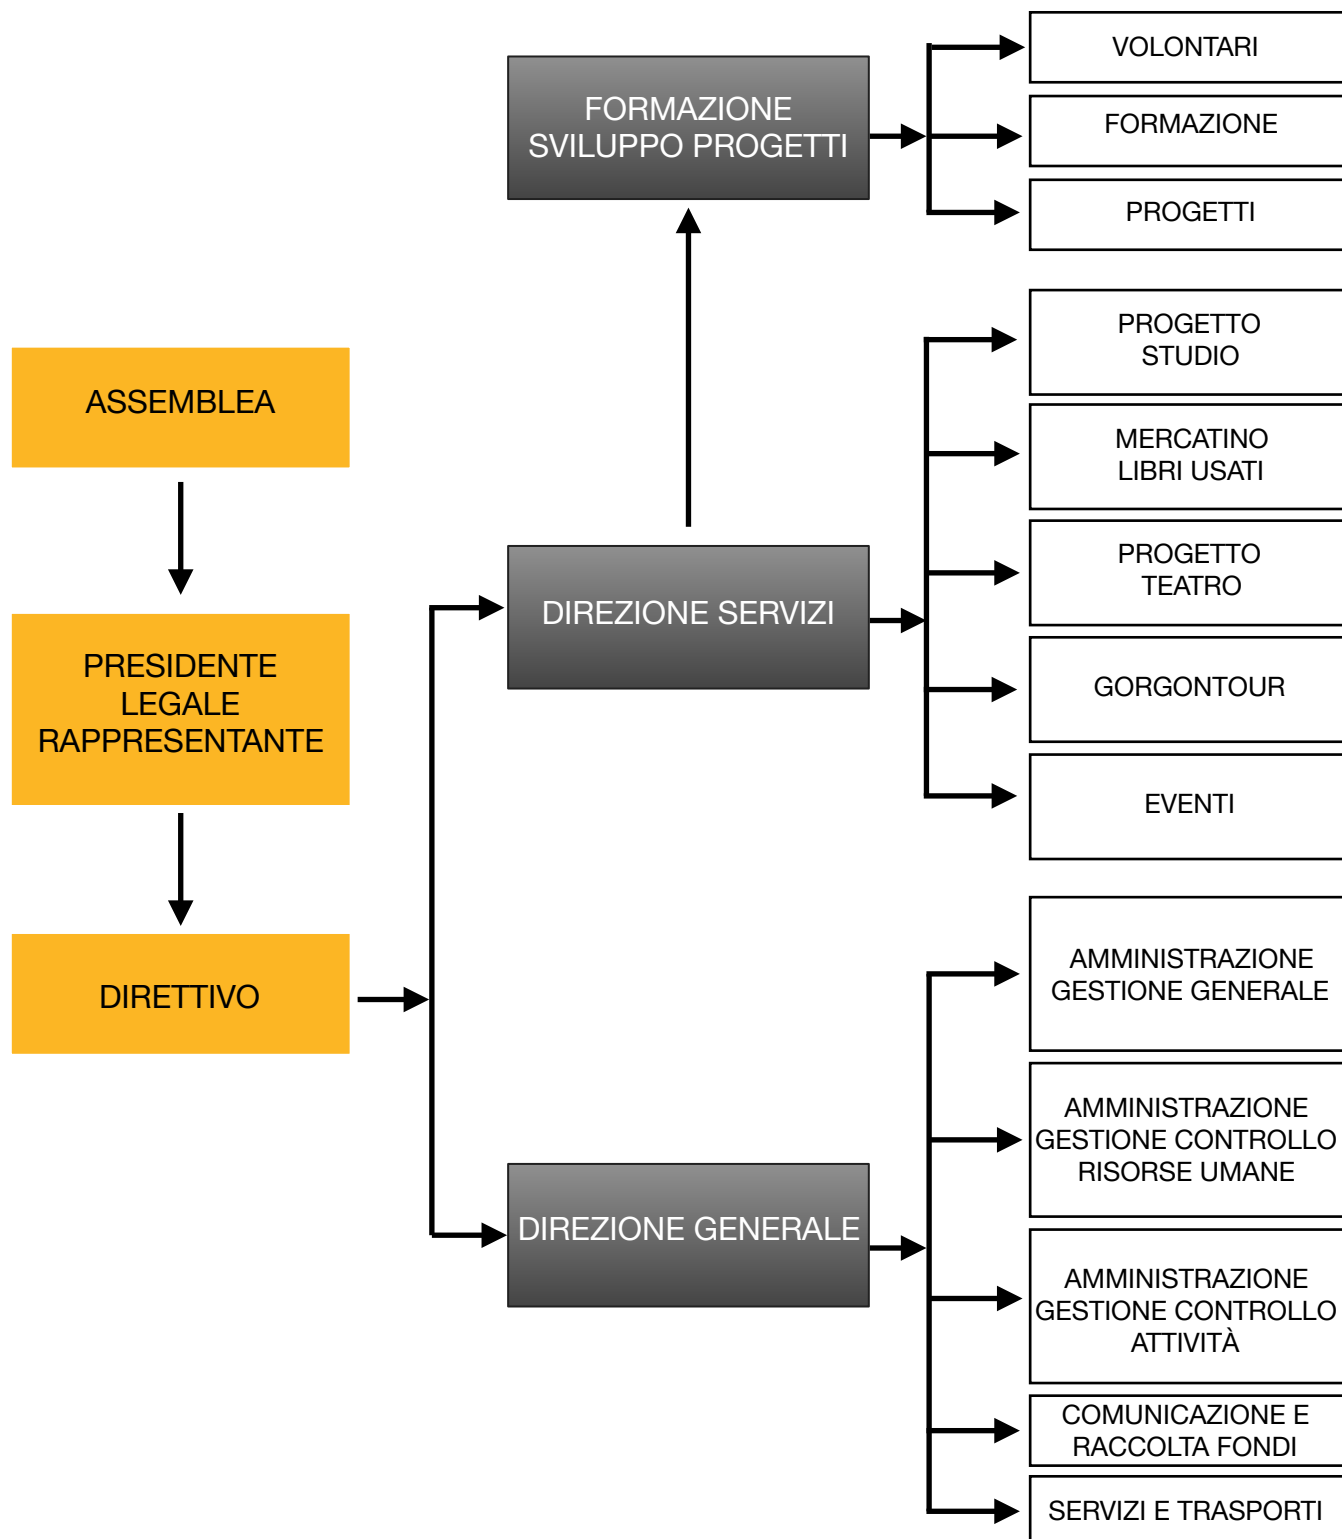 ASSEMBLEA
PRESIDENTE
LEGALE
RAPPRESENTANTE
DIRETTIVO
FORMAZIONE
SVILUPPO PROGETTI
DIREZIONE SERVIZI
DIREZIONE GENERALE
VOLONTARI
FORMAZIONE
PROGETTI
PROGETTO
STUDIO
MERCATINO
LIBRI USATI
PROGETTO
TEATRO
GORGONTOUR
EVENTI
AMMINISTRAZIONE
GESTIONE GENERALE
AMMINISTRAZIONE
GESTIONE CONTROLLO
RISORSE UMANE
AMMINISTRAZIONE
GESTIONE CONTROLLO
ATTIVITÀ
COMUNICAZIONE E
RACCOLTA FONDI
SERVIZI E TRASPORTI